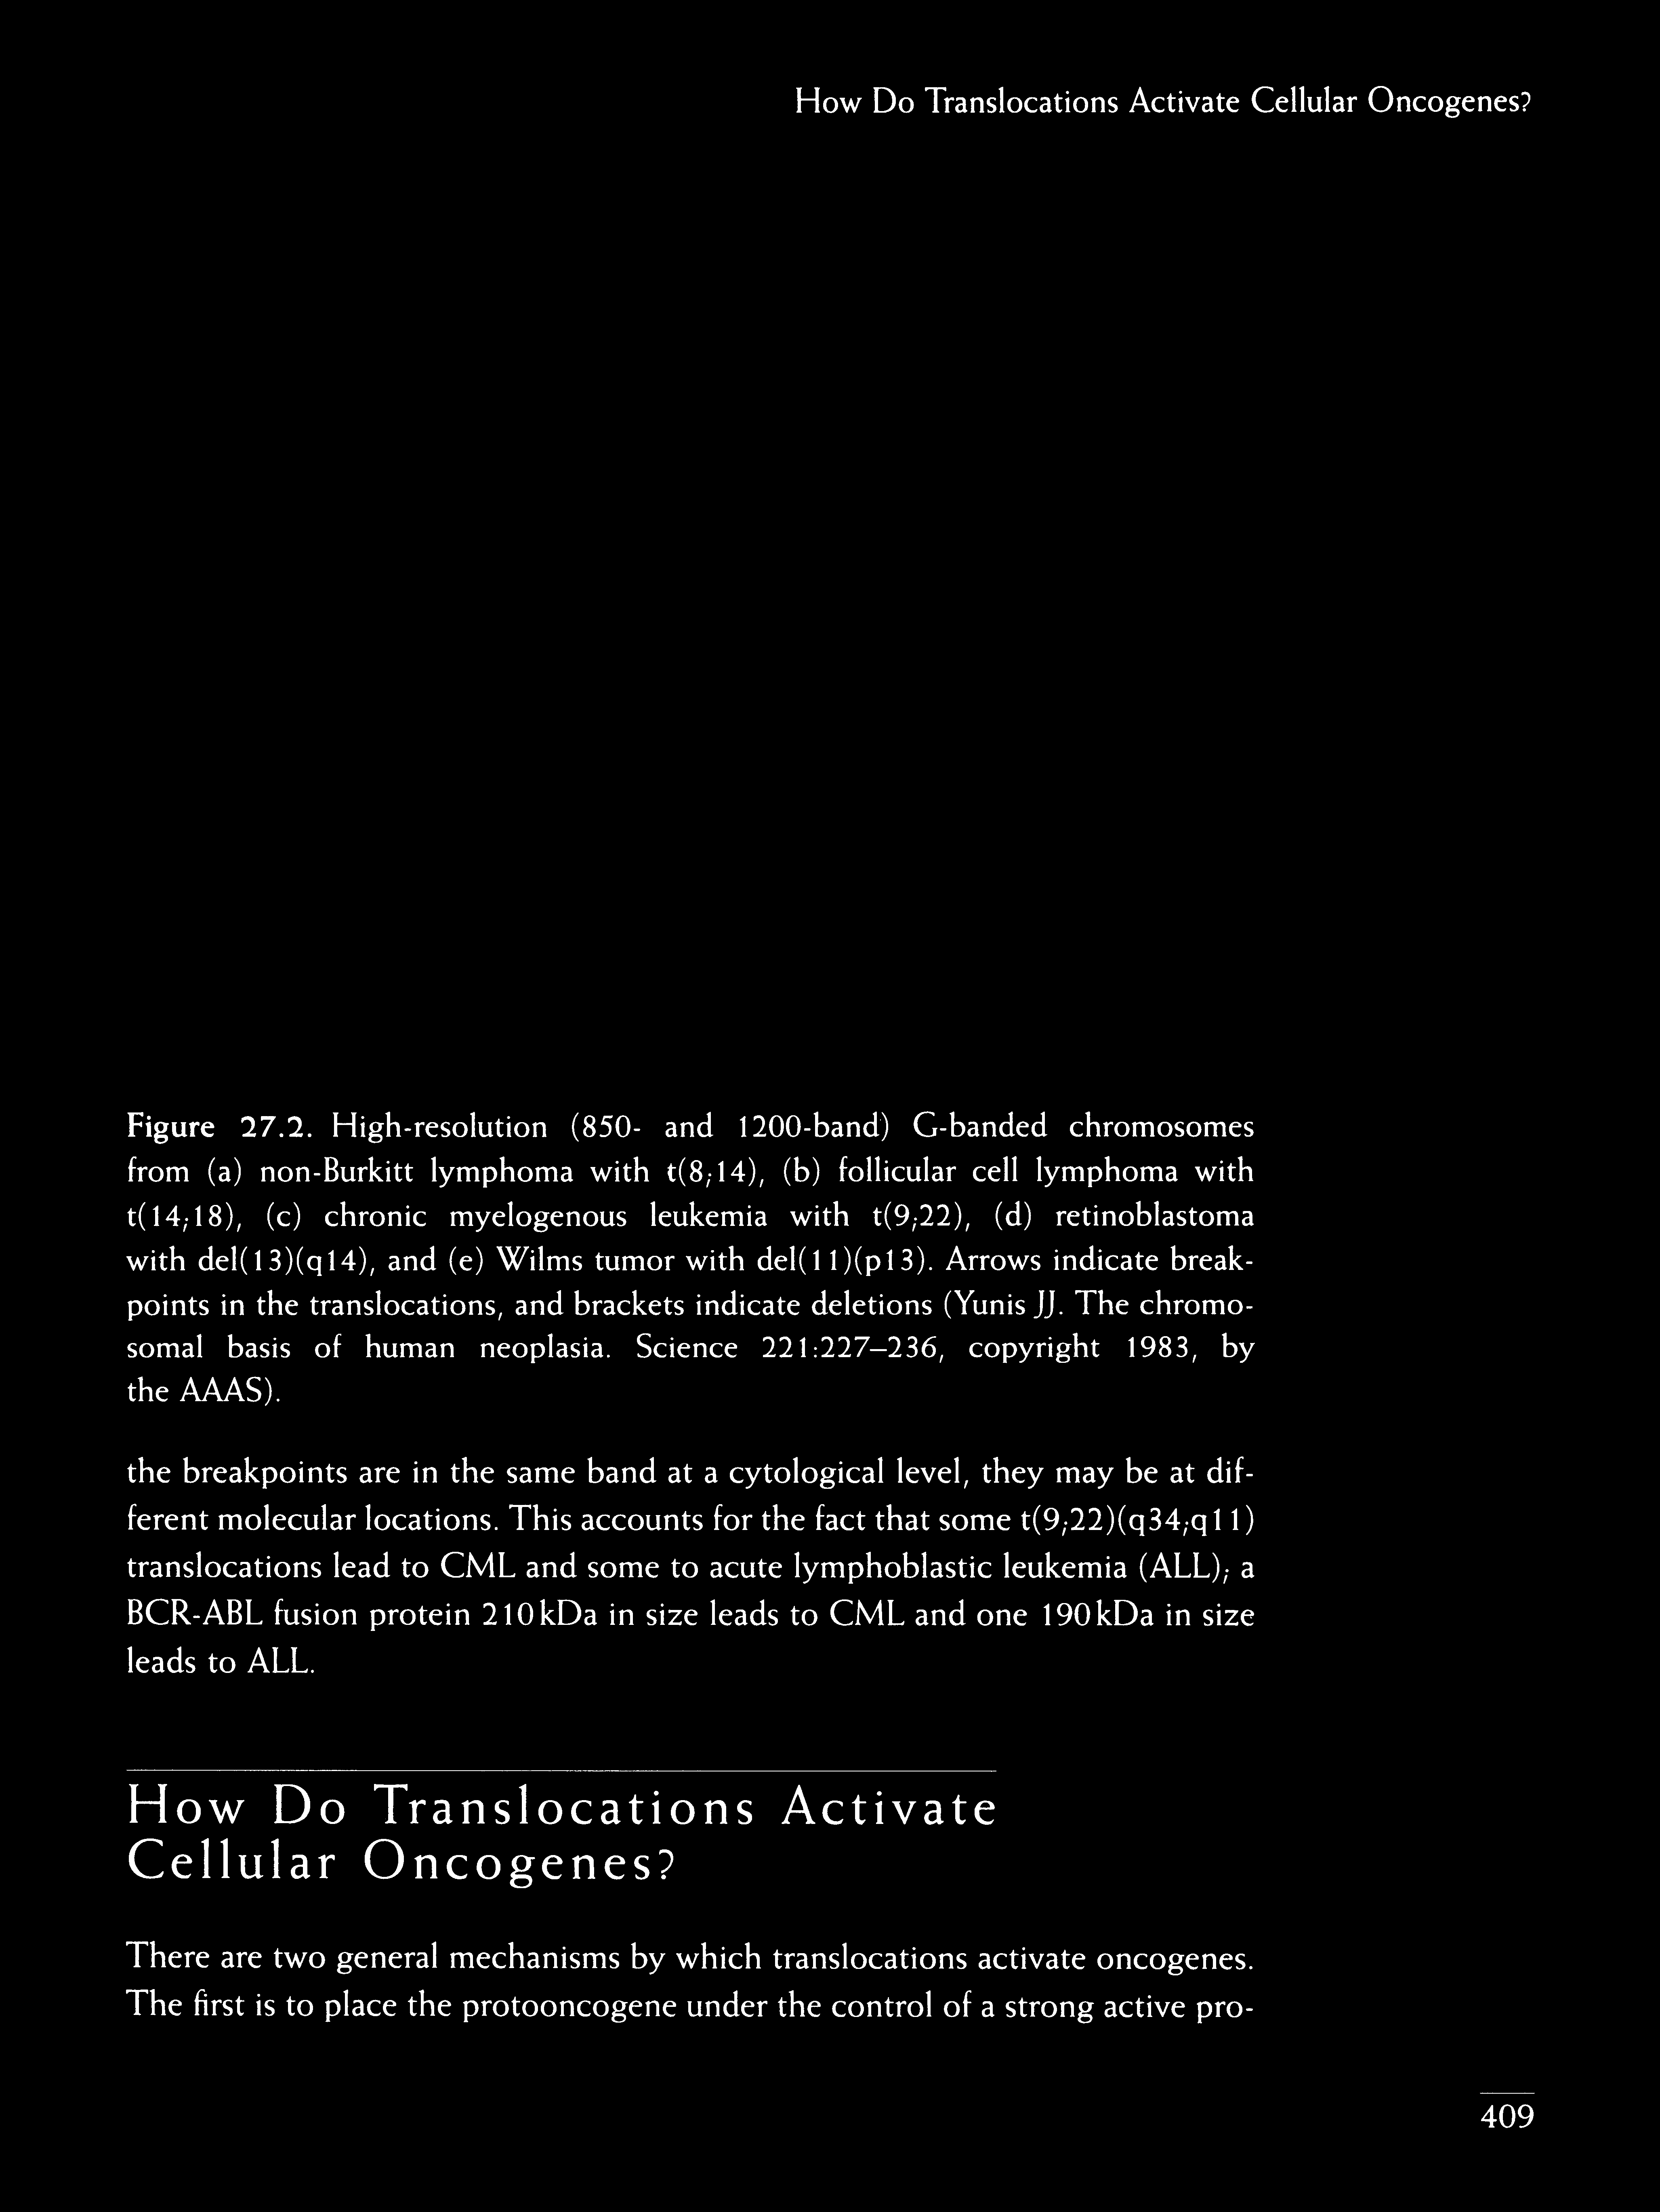 How Do Translocations Activate Cellular Oncogenes?
Figure 27.2. High-resolution (850- and 1200-band) G-banded chromosomes
from (a) non-Burkitt lymphoma with t(8;14), (b) follicular cell lymphoma with
t(14;18), (c) chronic myelogenous leukemia with t(9;22), (d) retinoblastoma
with del(13)(q14), and (e) Wilms tumor with del(11)(p13). Arrows indicate break-
points in the translocations, and brackets indicate deletions (Yunis JJ. The chromo-
somal basis of human neoplasia. Science 221:227–236, copyright 1983, by
the AAAS).
the breakpoints are in the same band at a cytological level, they may be at dif-
ferent molecular locations. This accounts for the fact that some t(9;22)(q34;q11)
translocations lead to CML and some to acute lymphoblastic leukemia (ALL); a
BCR-ABL fusion protein 210 kDa in size leads to CML and one 190 kDa in size
leads to ALL.
How Do Translocations Activate
Cellular Oncogenes?
There are two general mechanisms by which translocations activate oncogenes.
The first is to place the protooncogene under the control of a strong active pro-
409